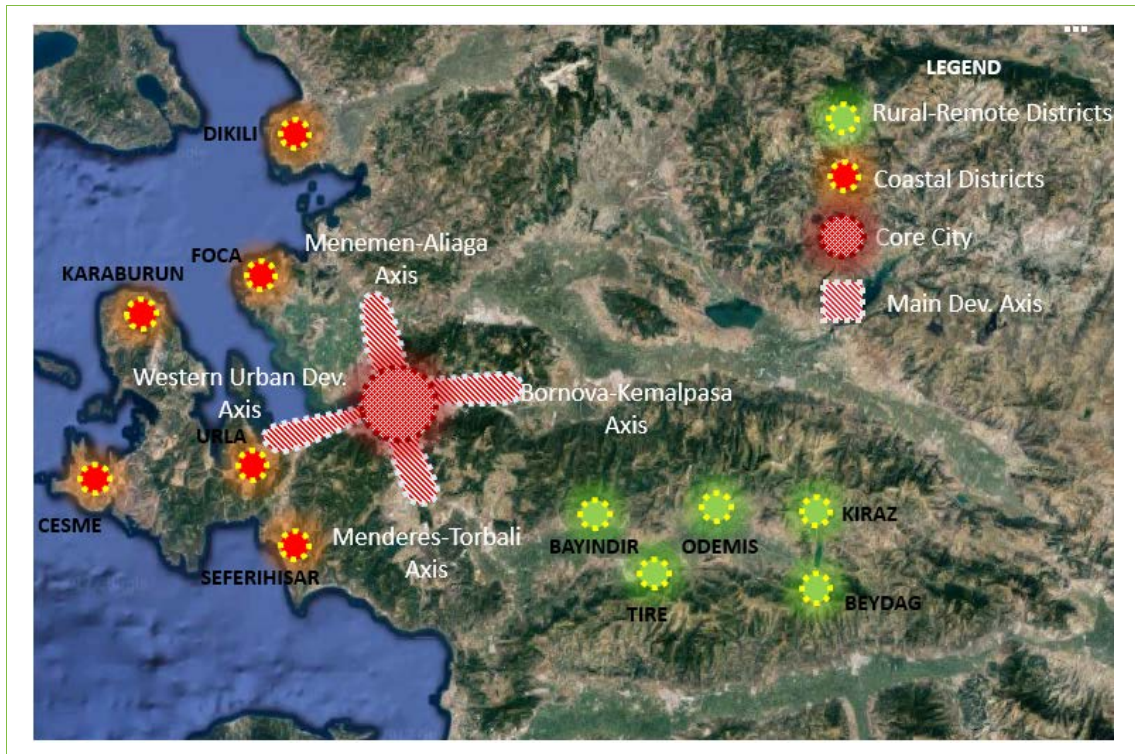 LEGEND
Rural-Remote Districts
Coastal Districts
Core City
Main Dev. Axis
DIKILI
FOCA
KARABURUN
Menemen-Aliaga
Axis
Western Urban Dev.
Axis
Bornova-Kemalpasa
Axis
URLA
CESME
SEFERIHISAR
Menderes-Torbali
Axis
BAYINDIR
ODEMIS
KIRAZ
TIRE
BEYDAG